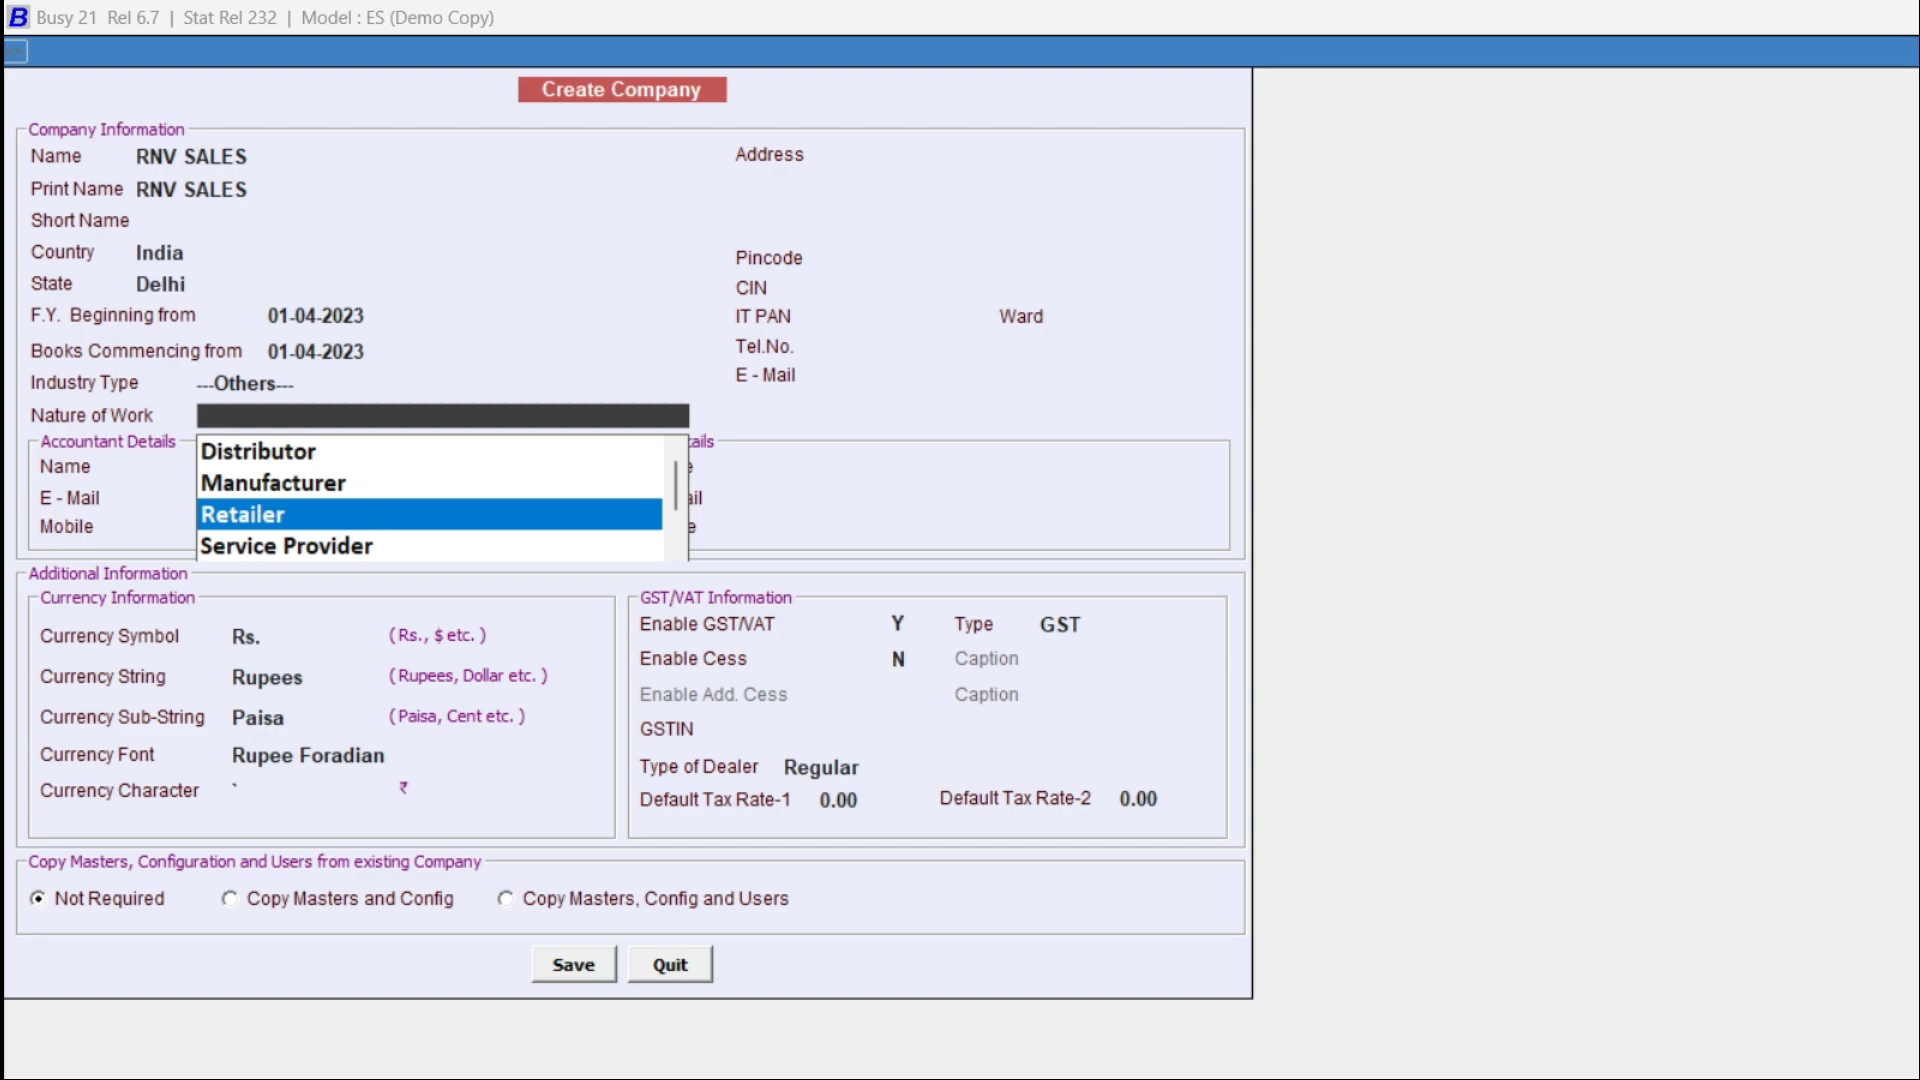 Busy 21 Rel 6.7 | Stat Rel 232 | Model : ES (Demo Copy)
Create Company
Company Information
Name RNV SALES
Print Name RNV SALES
Short Name
Country India
State Delhi
F.Y. Beginning from 01-04-2023
Books Commencing from 01-04-2023
Industry Type ---Others---
Nature of Work
Address
Pincode
CIN
IT PAN Ward
Tel.No.
E - Mail
Accountant Details
Name
E - Mail
Mobile
Distributor
Manufacturer
Retailer
Service Provider
Additional Information
Currency Information
Currency Symbol Rs. ( Rs., $ etc. )
Currency String Rupees ( Rupees, Dollar etc. )
Currency Sub-String Paisa ( Paisa, Cent etc. )
Currency Font Rupee Foradian
Currency Character ` ₹
GST/VAT Information
Enable GST/VAT Y Type GST
Enable Cess N Caption
Enable Add. Cess Caption
GSTIN
Type of Dealer Regular
Default Tax Rate-1 0.00 Default Tax Rate-2 0.00
Copy Masters, Configuration and Users from existing Company
Not Required Copy Masters and Config Copy Masters, Config and Users
Save Quit